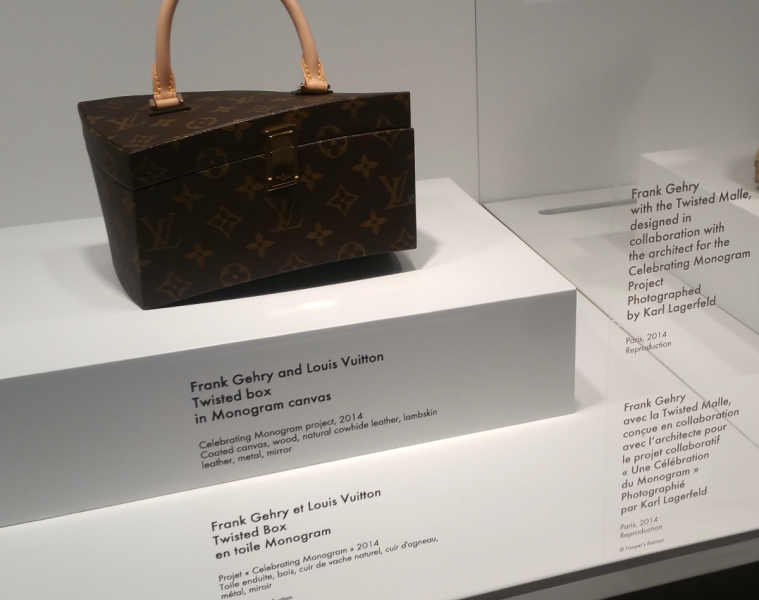 Frank Gehry and Louis Vuitton
Twisted box
in Monogram canvas
Celebrating Monogram project, 2014
Coated canvas, wood, natural cowhide leather, lambskin
leather, metal, mirror
Frank Gehry et Louis Vuitton
Twisted Box
en toile Monogram
Projet « Celebrating Monogram » 2014
Toile enduite, bois, cuir de vache naturel, cuir d'agneau,
métal, miroir
Frank Gehry
with the Twisted Malle,
designed in
collaboration with
the architect for the
Celebrating Monogram
Project
Photographed
by Karl Lagerfeld
Paris, 2014
Reproduction
Frank Gehry
avec la Twisted Malle,
conçue en collaboration
avec l'architecte pour
le projet collaboratif
« Une Célébration
du Monogram »
Photographié
par Karl Lagerfeld
Paris, 2014
Reproduction
© Harper's Bazaar